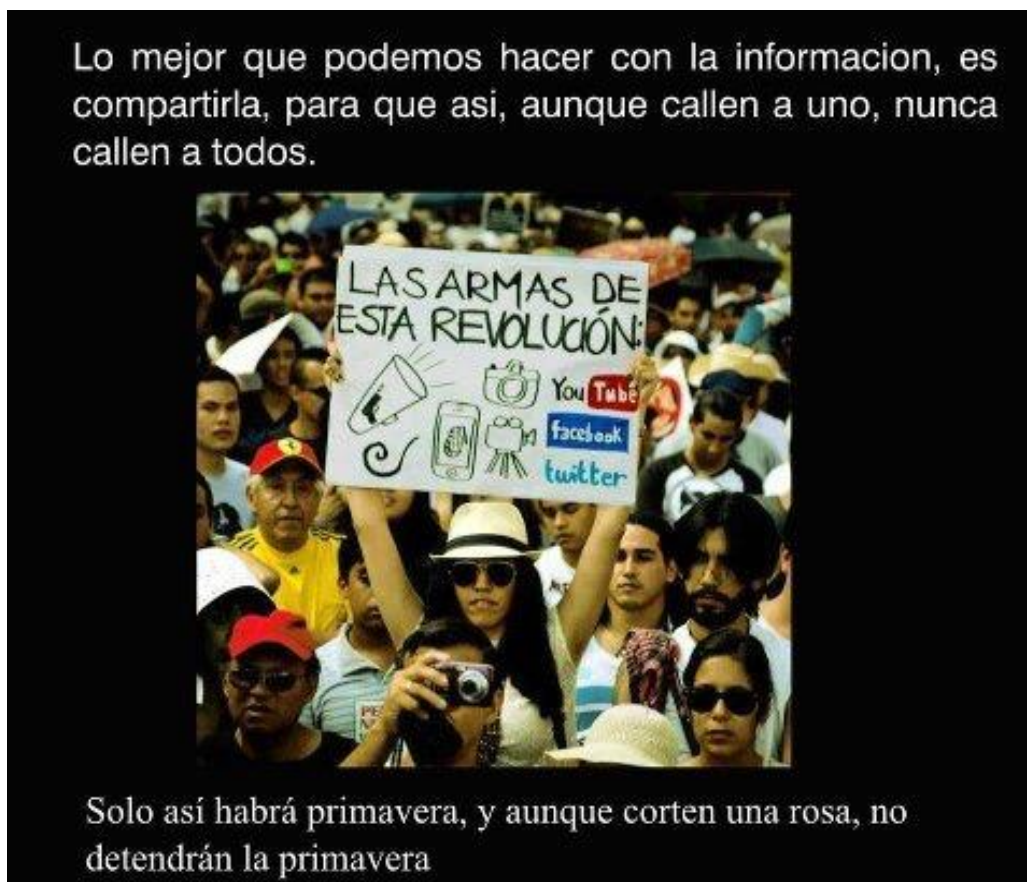 Lo mejor que podemos hacer con la informacion, es
compartirla, para que asi, aunque callen a uno, nunca
callen a todos.
LAS ARMAS DE
ESTA REVOLUCIÓN:
YouTube
facebook
twitter
Solo así habrá primavera, y aunque corten una rosa, no
detendrán la primavera